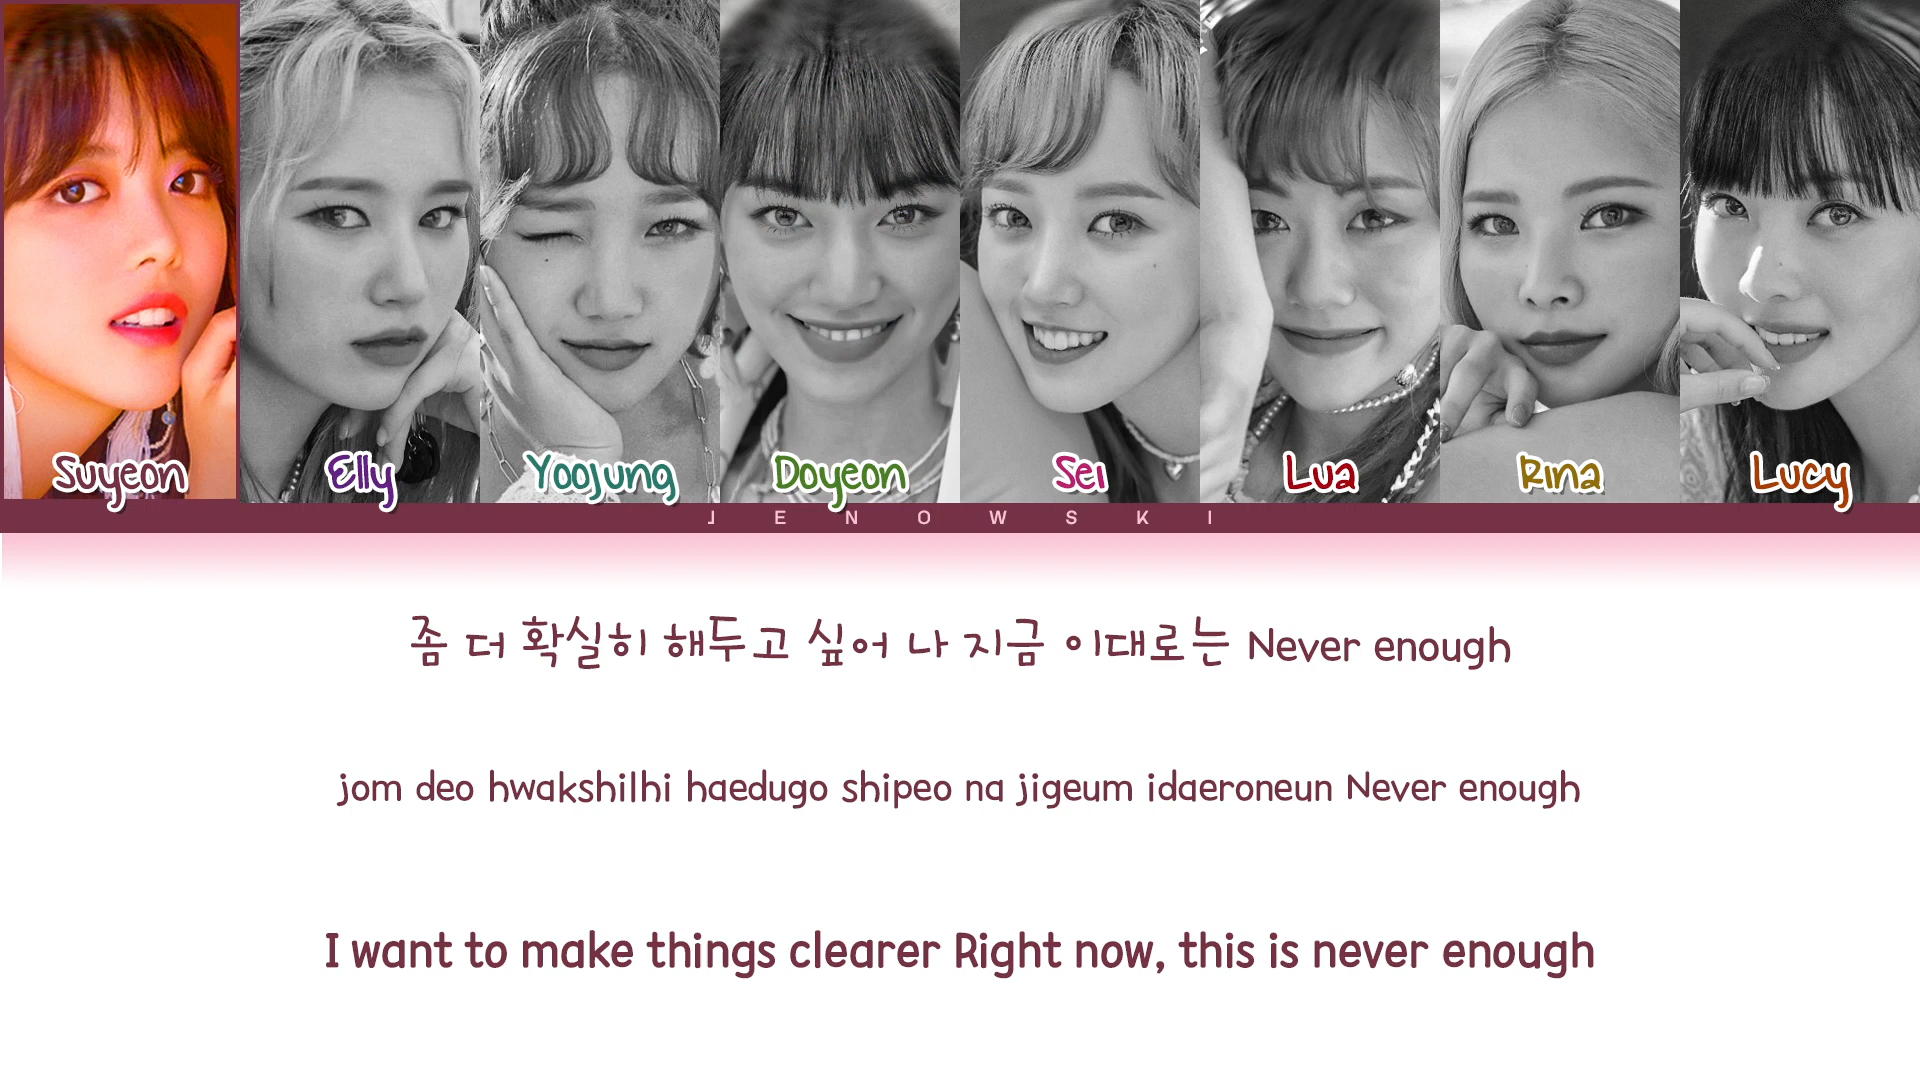 Suyeon Elly Yoojung Doyeon Sei Lua Rina Lucy
JENOWSKI
좀 더 확실히 해두고 싶어 나 지금 이대로는 Never enough
jom deo hwakshilhi haedugo shipeo na jigeum idaeroneun Never enough
I want to make things clearer Right now, this is never enough